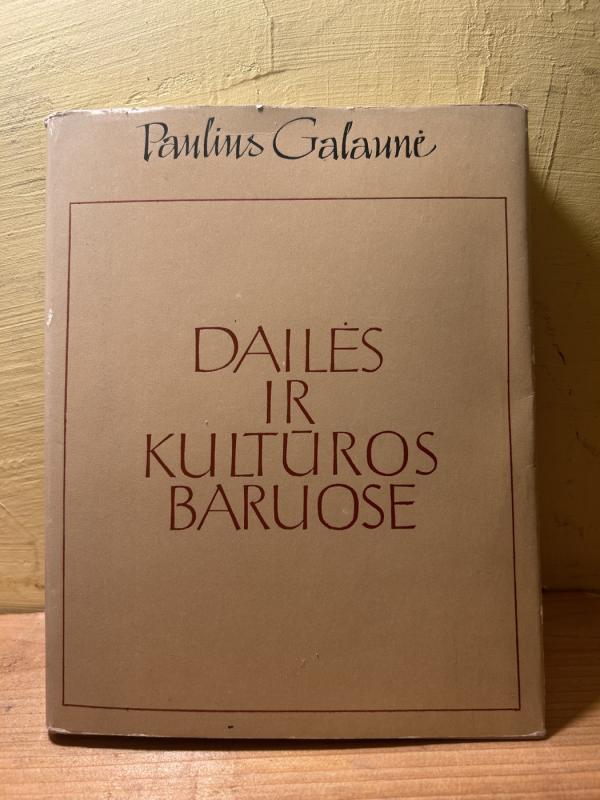 Paulius Galaunė
DAILĖS
IR
KULTŪROS
BARUOSE